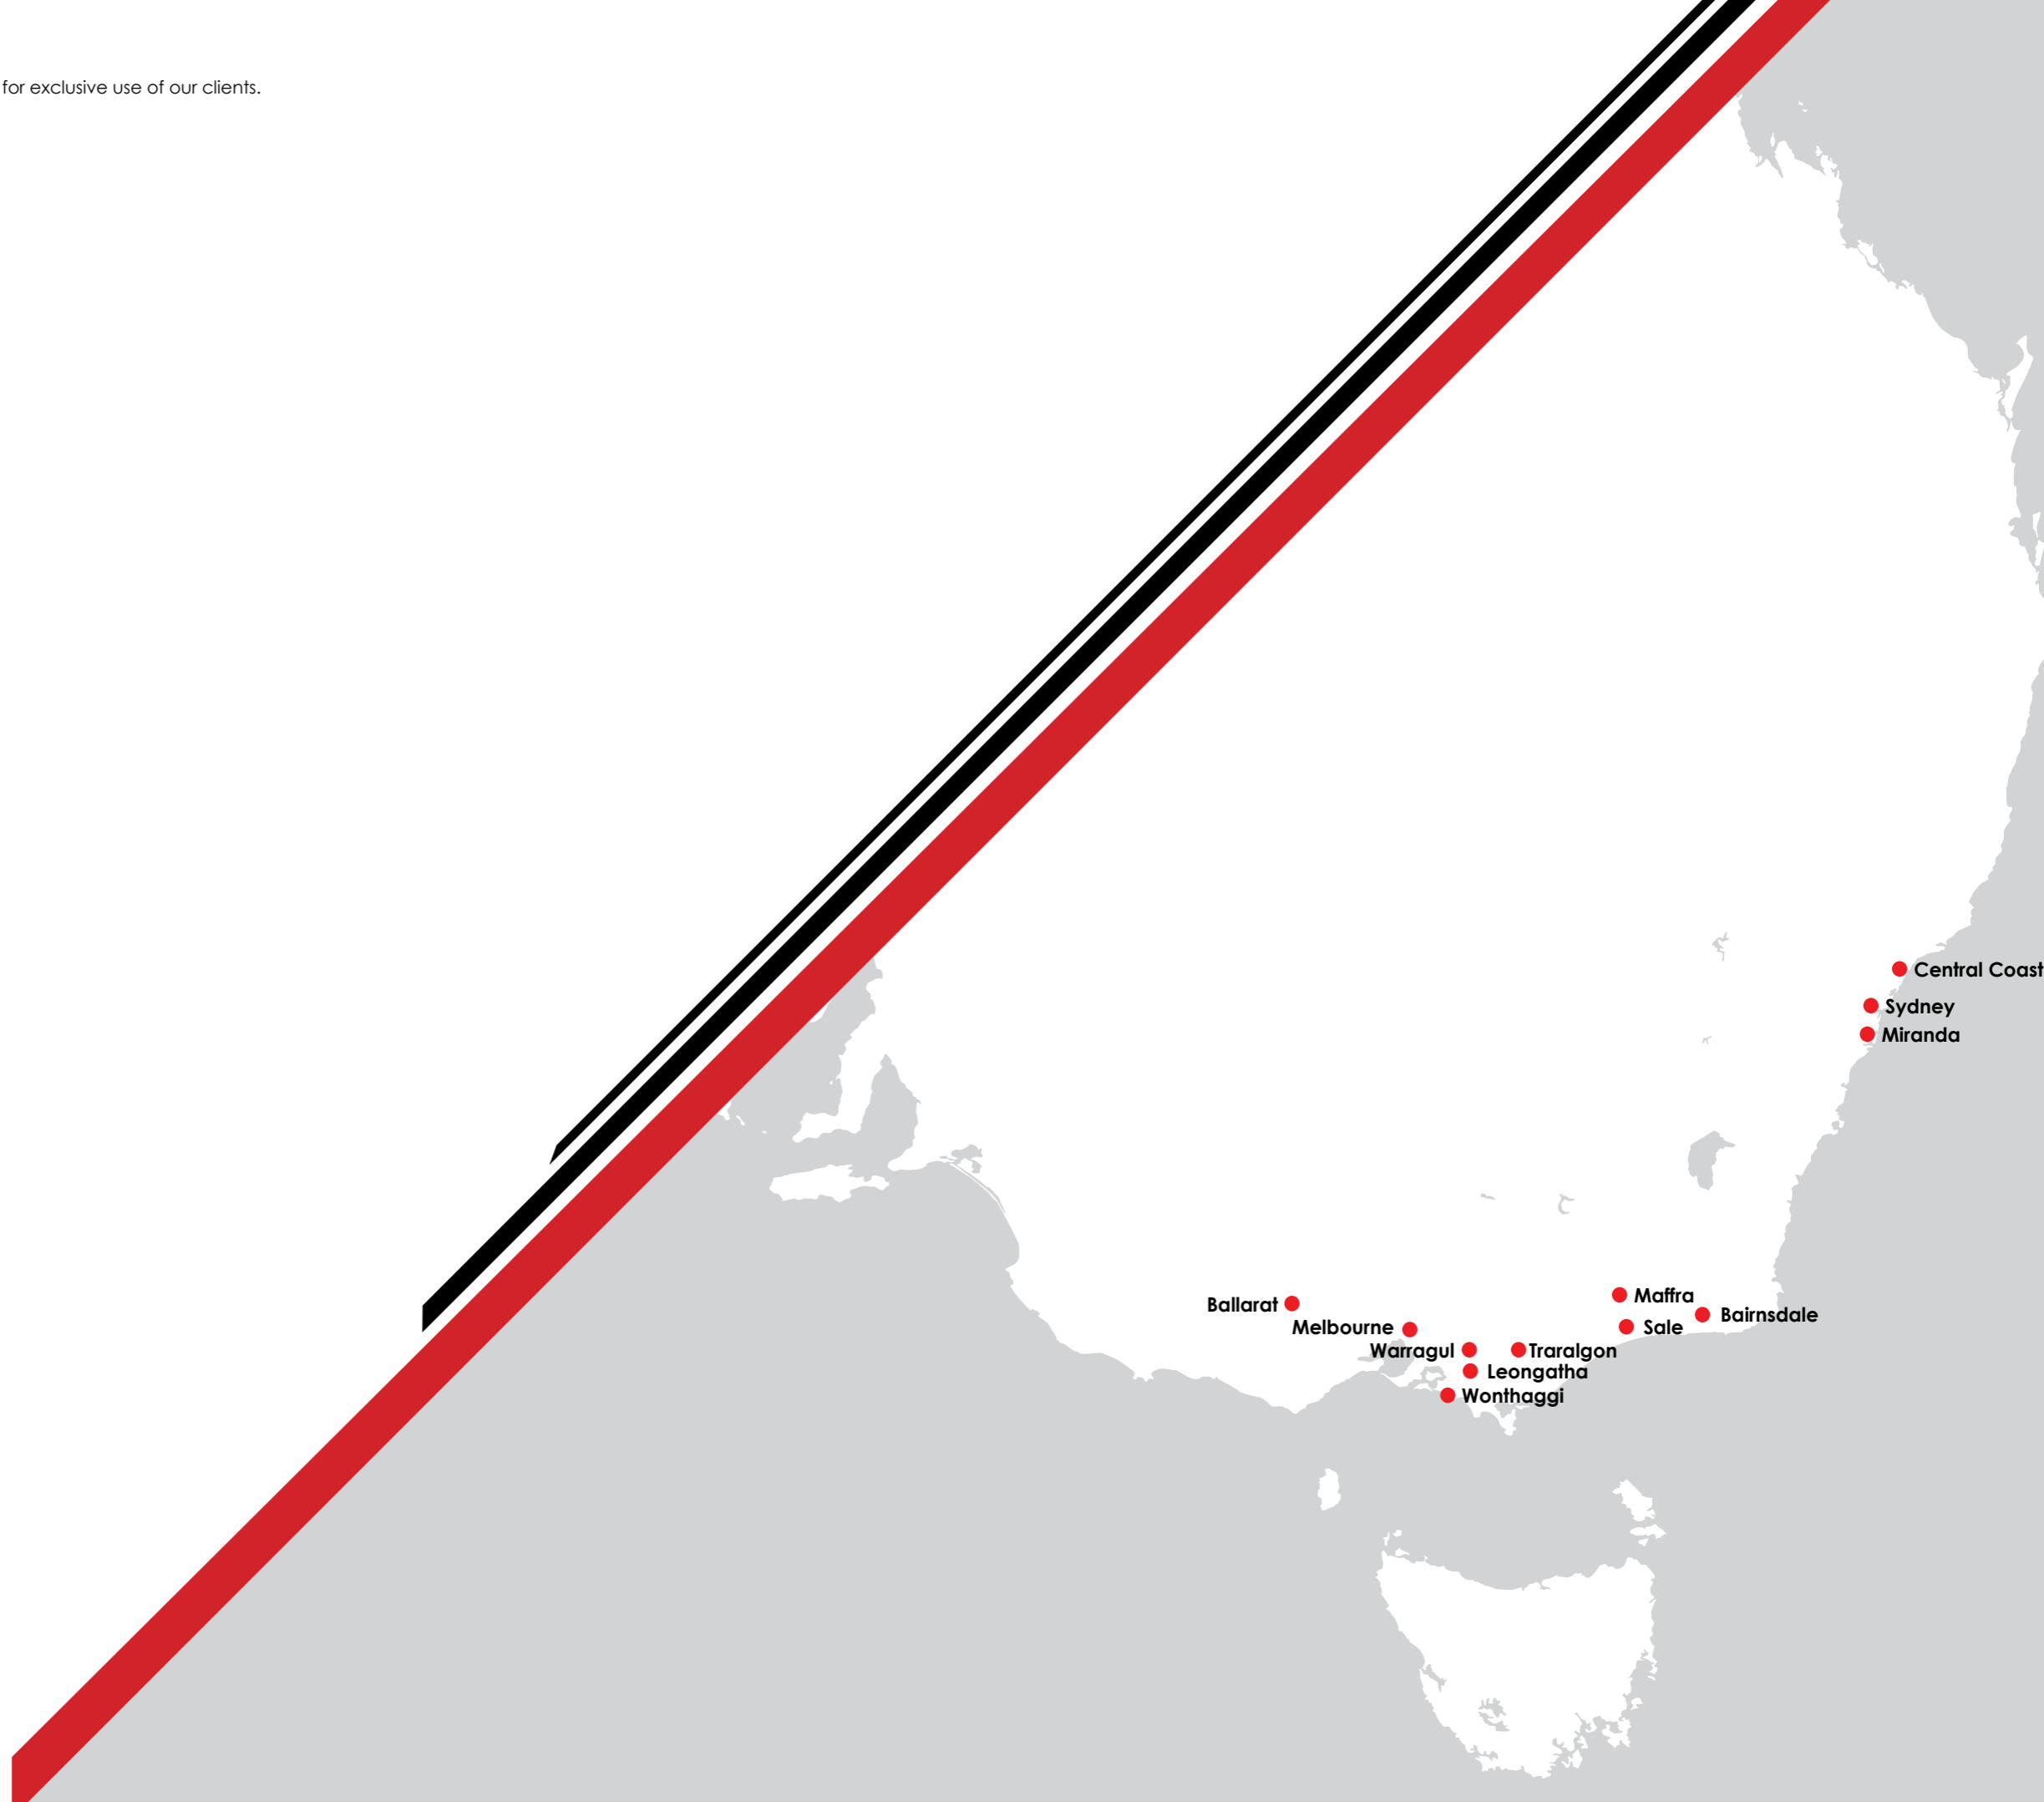 for exclusive use of our clients.
Central Coast
Sydney
Miranda
Maffra
Ballarat
Bairnsdale
Melbourne
Sale
Warragul
Traralgon
Leongatha
Wonthaggi